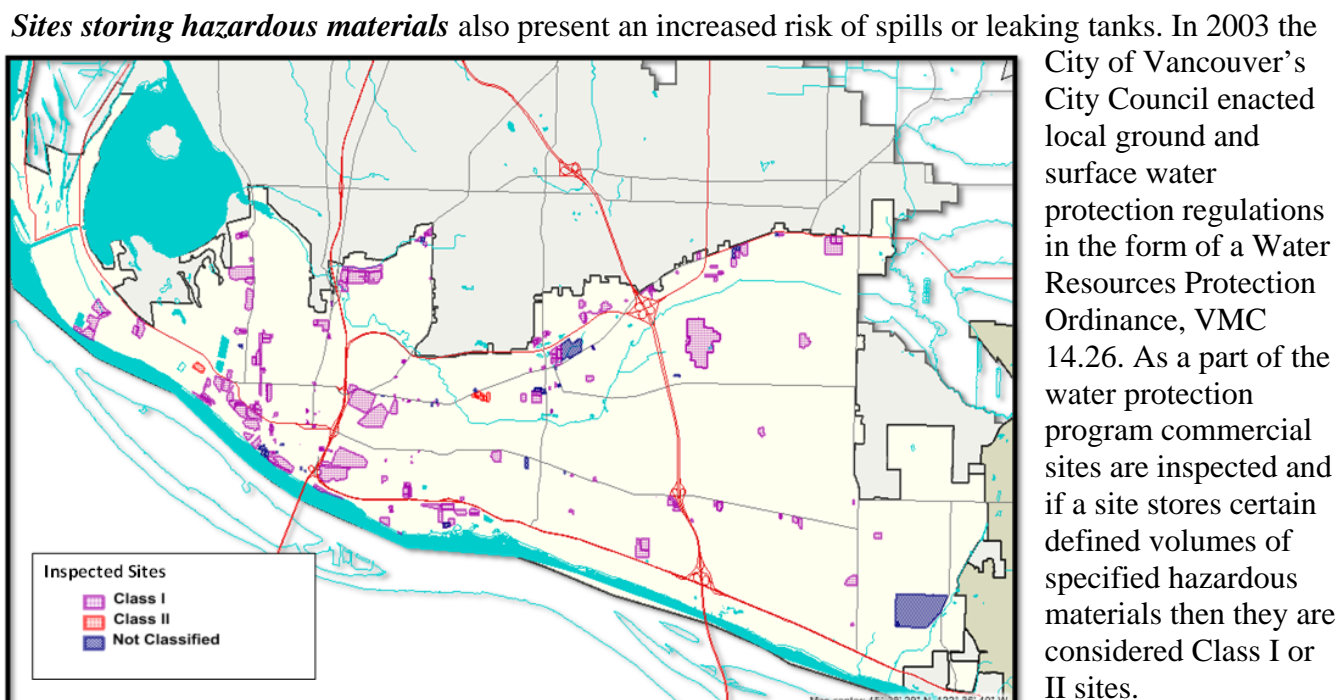 Sites storing hazardous materials also present an increased risk of spills or leaking tanks. In 2003 the
City of Vancouver’s
City Council enacted
local ground and
surface water
protection regulations
in the form of a Water
Resources Protection
Ordinance, VMC
14.26. As a part of the
water protection
program commercial
sites are inspected and
if a site stores certain
defined volumes of
specified hazardous
materials then they are
considered Class I or
II sites.
Inspected Sites
Class I
Class II
Not Classified